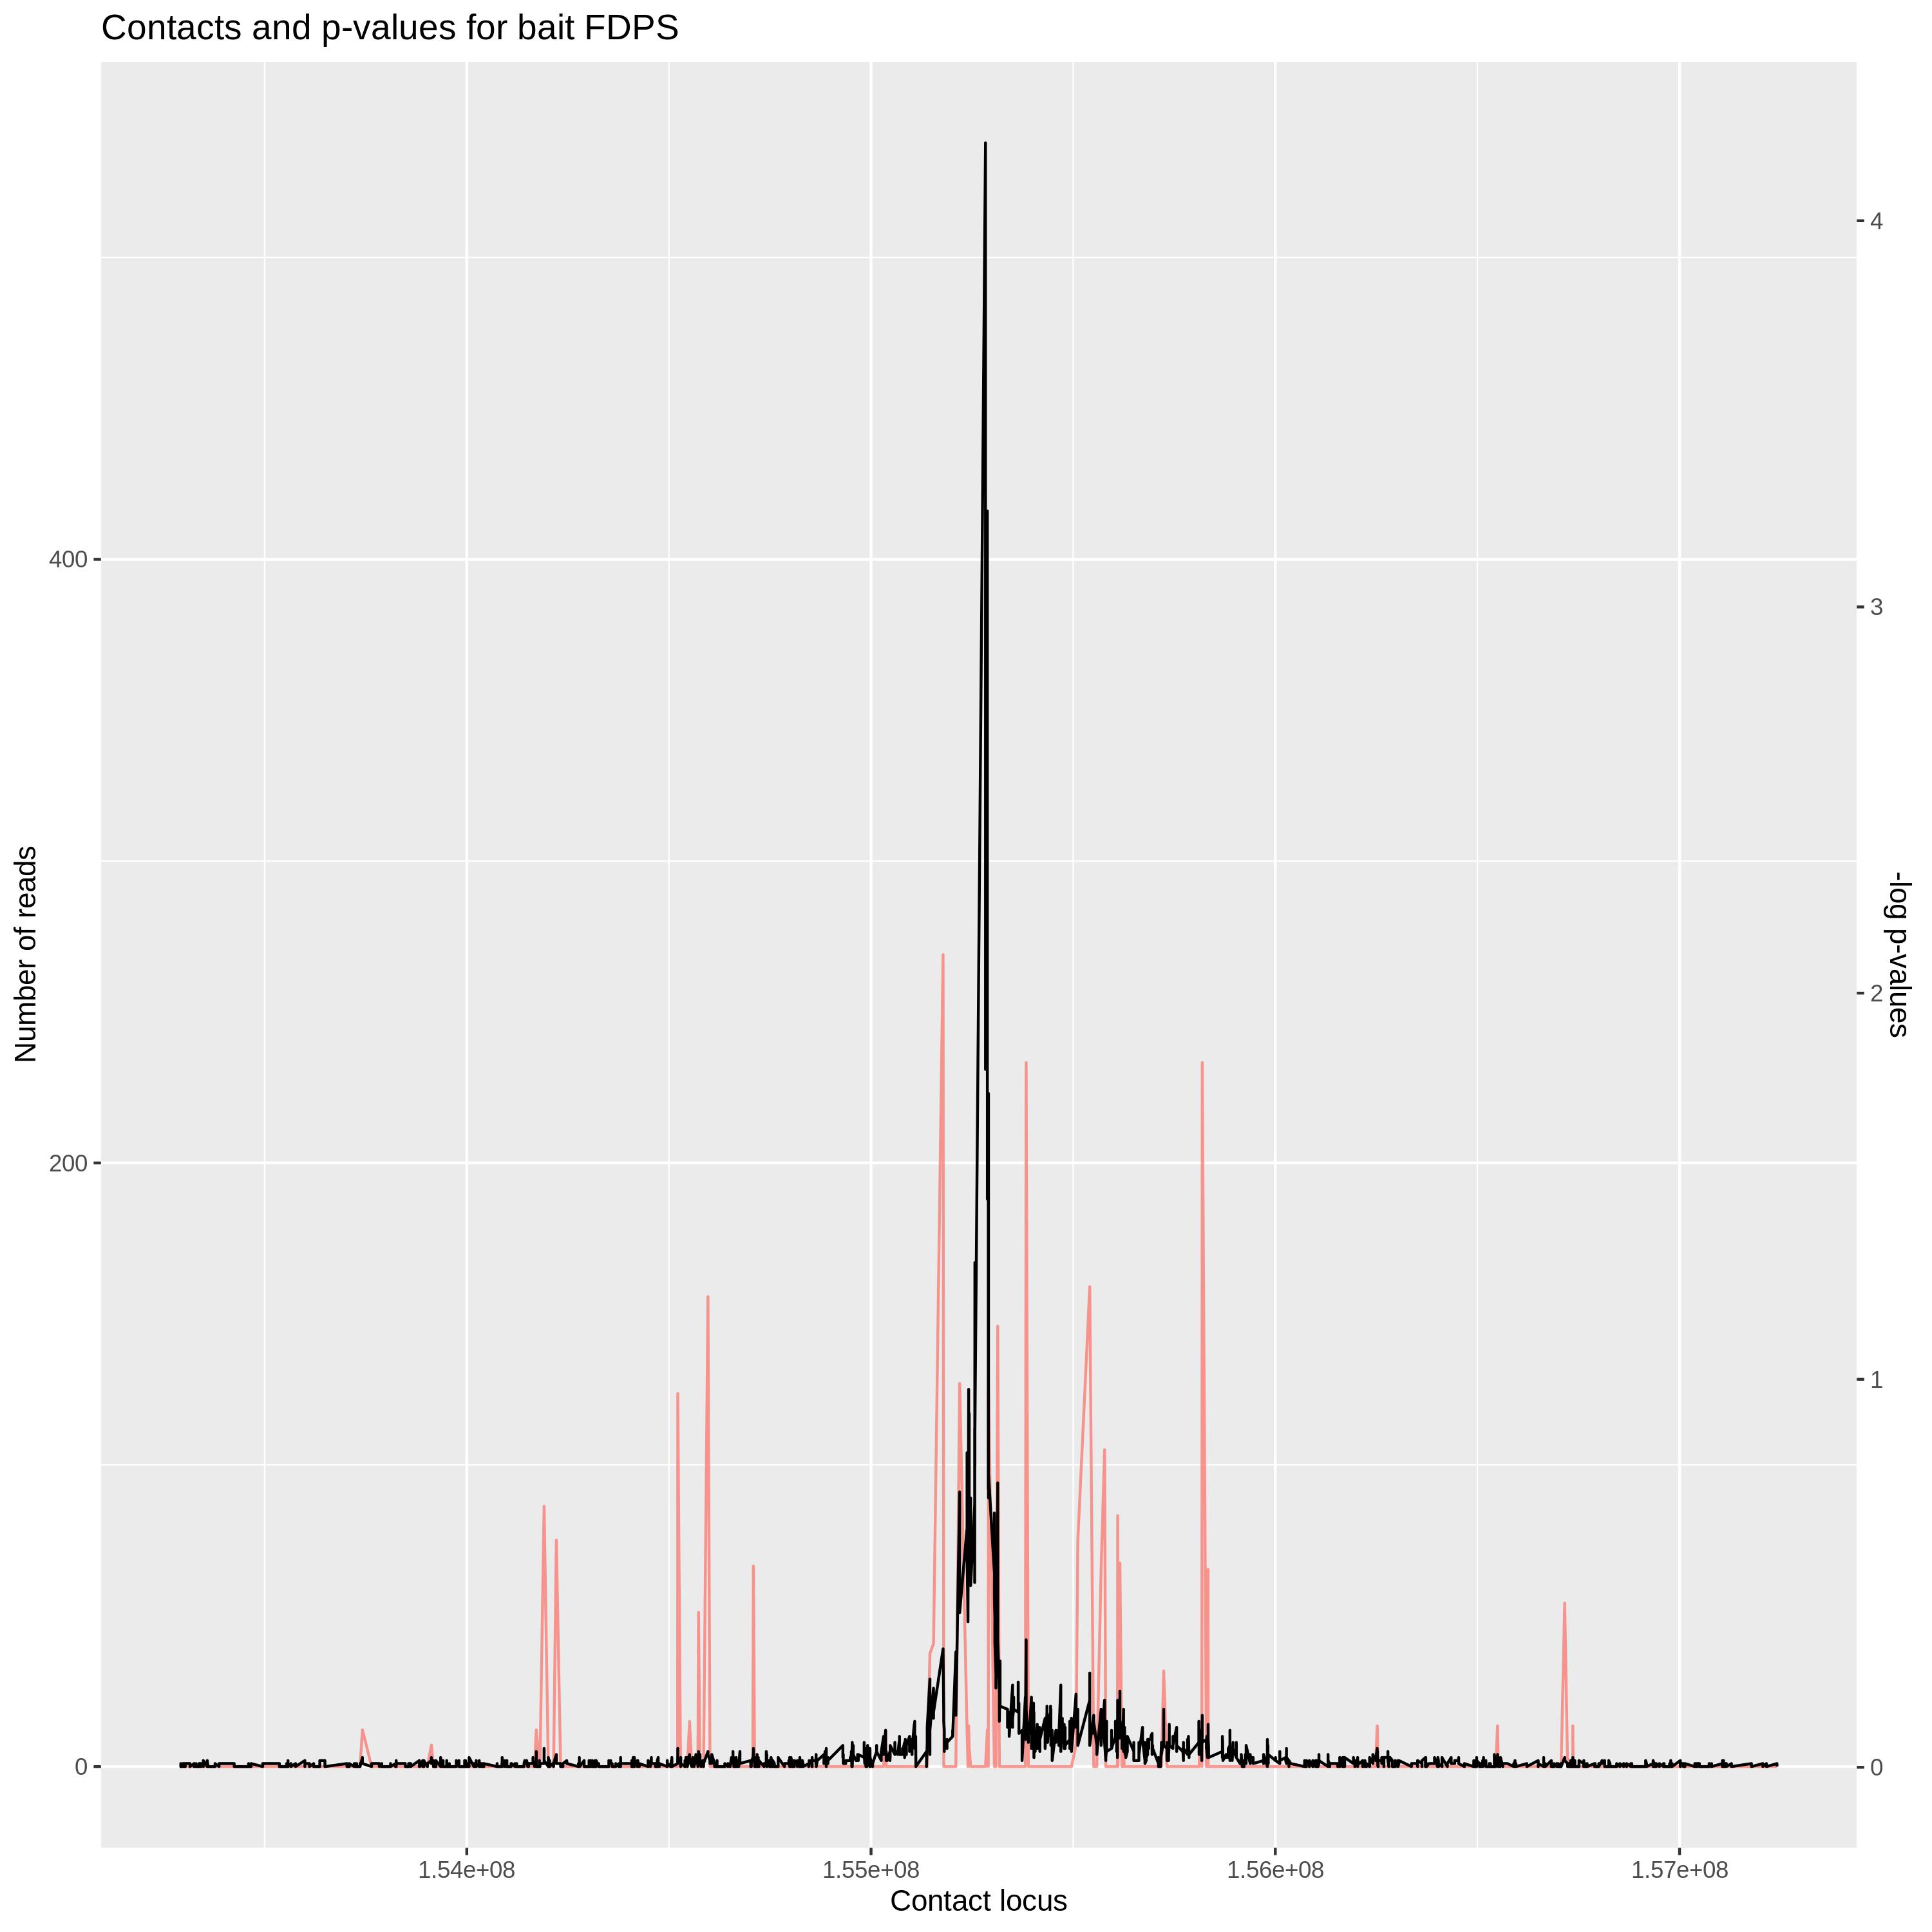 Contacts and p-values for bait FDPS
Number of reads
400
200
0
4
3
2
1
0
-log p-values
1.54e+08
1.55e+08
1.56e+08
1.57e+08
Contact locus